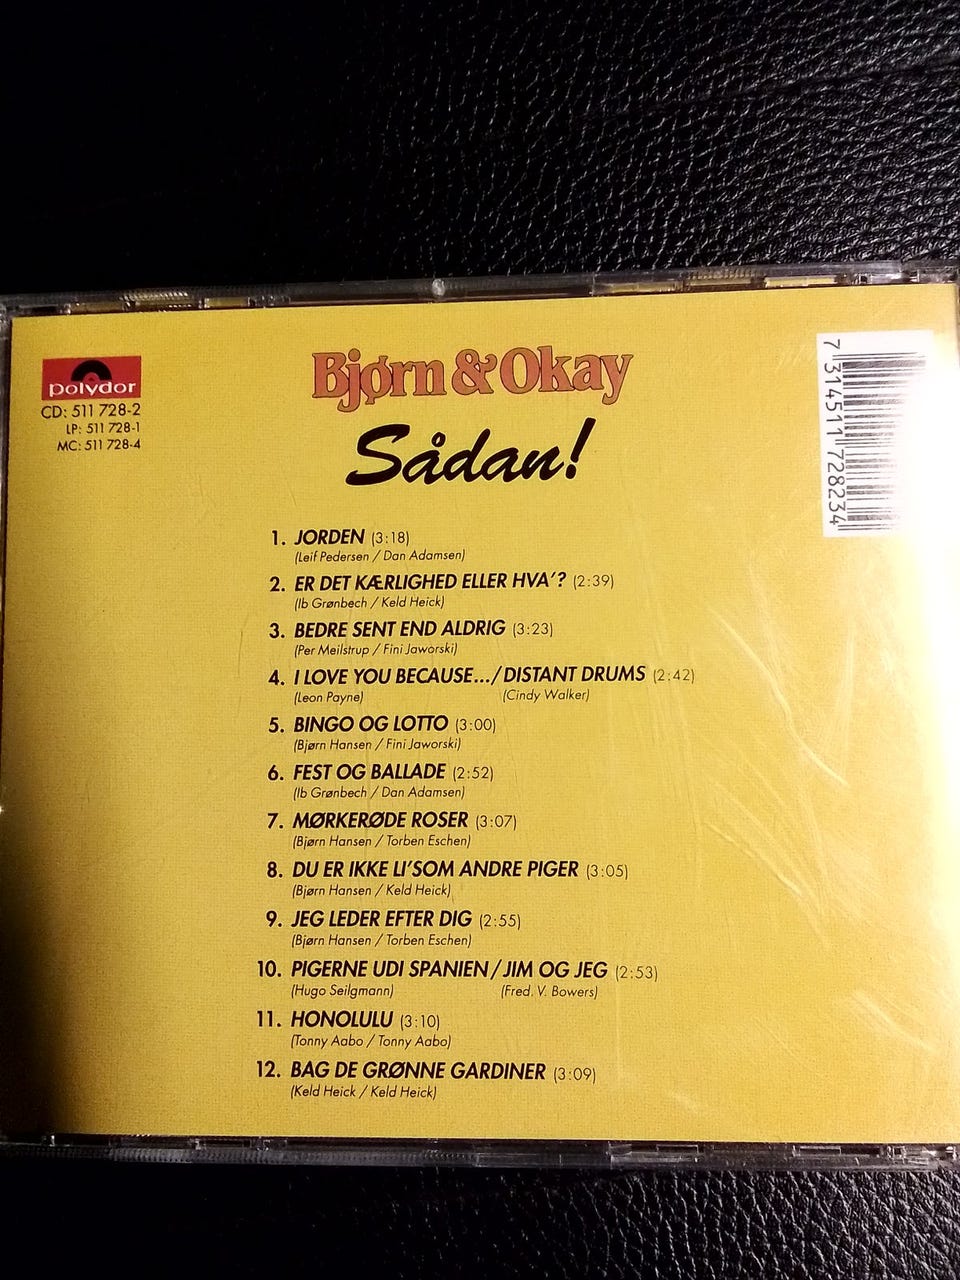 polydor
CD: 511 728-2
LP: 511 728-1
MC: 511 728-4
Bjørn & Okay
Sådan!
7 314511 728234
1. JORDEN (3:18)
(Leif Pedersen / Dan Adamsen)
2. ER DET KÆRLIGHED ELLER HVA'? (2:39)
(Ib Grønbech / Keld Heick)
3. BEDRE SENT END ALDRIG (3:23)
(Per Meilstrup / Fini Jaworski)
4. I LOVE YOU BECAUSE.../DISTANT DRUMS (2:42)
(Leon Payne) (Cindy Walker)
5. BINGO OG LOTTO (3:00)
(Bjørn Hansen / Fini Jaworski)
6. FEST OG BALLADE (2:52)
(Ib Grønbech / Dan Adamsen)
7. MØRKERØDE ROSER (3:07)
(Bjørn Hansen / Torben Eschen)
8. DU ER IKKE LI'SOM ANDRE PIGER (3:05)
(Bjørn Hansen / Keld Heick)
9. JEG LEDER EFTER DIG (2:55)
(Bjørn Hansen / Torben Eschen)
10. PIGERNE UDI SPANIEN/JIM OG JEG (2:53)
(Hugo Seilgmann) (Fred. V. Bowers)
11. HONOLULU (3:10)
(Tonny Aabo / Tonny Aabo)
12. BAG DE GRØNNE GARDINER (3:09)
(Keld Heick / Keld Heick)